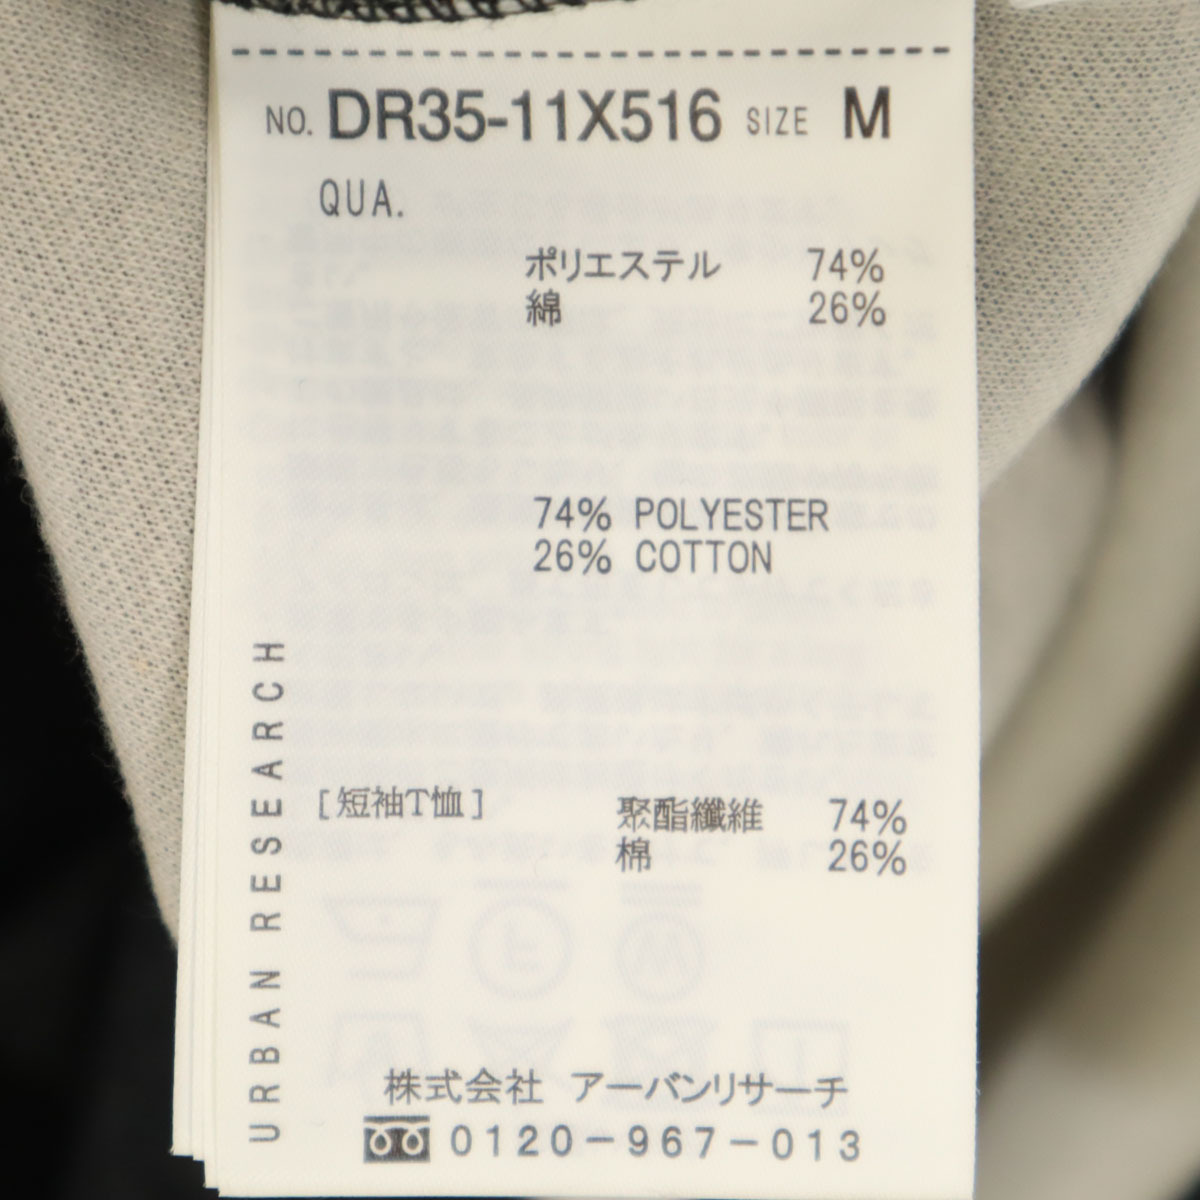 NO. DR35-11X516 SIZE M
QUA.
ポリエステル 74%
綿 26%
74% POLYESTER
26% COTTON
[短袖T恤] 聚酯纖維 74%
棉 26%
URBAN RESEARCH
株式会社 アーバンリサーチ
0120-967-013